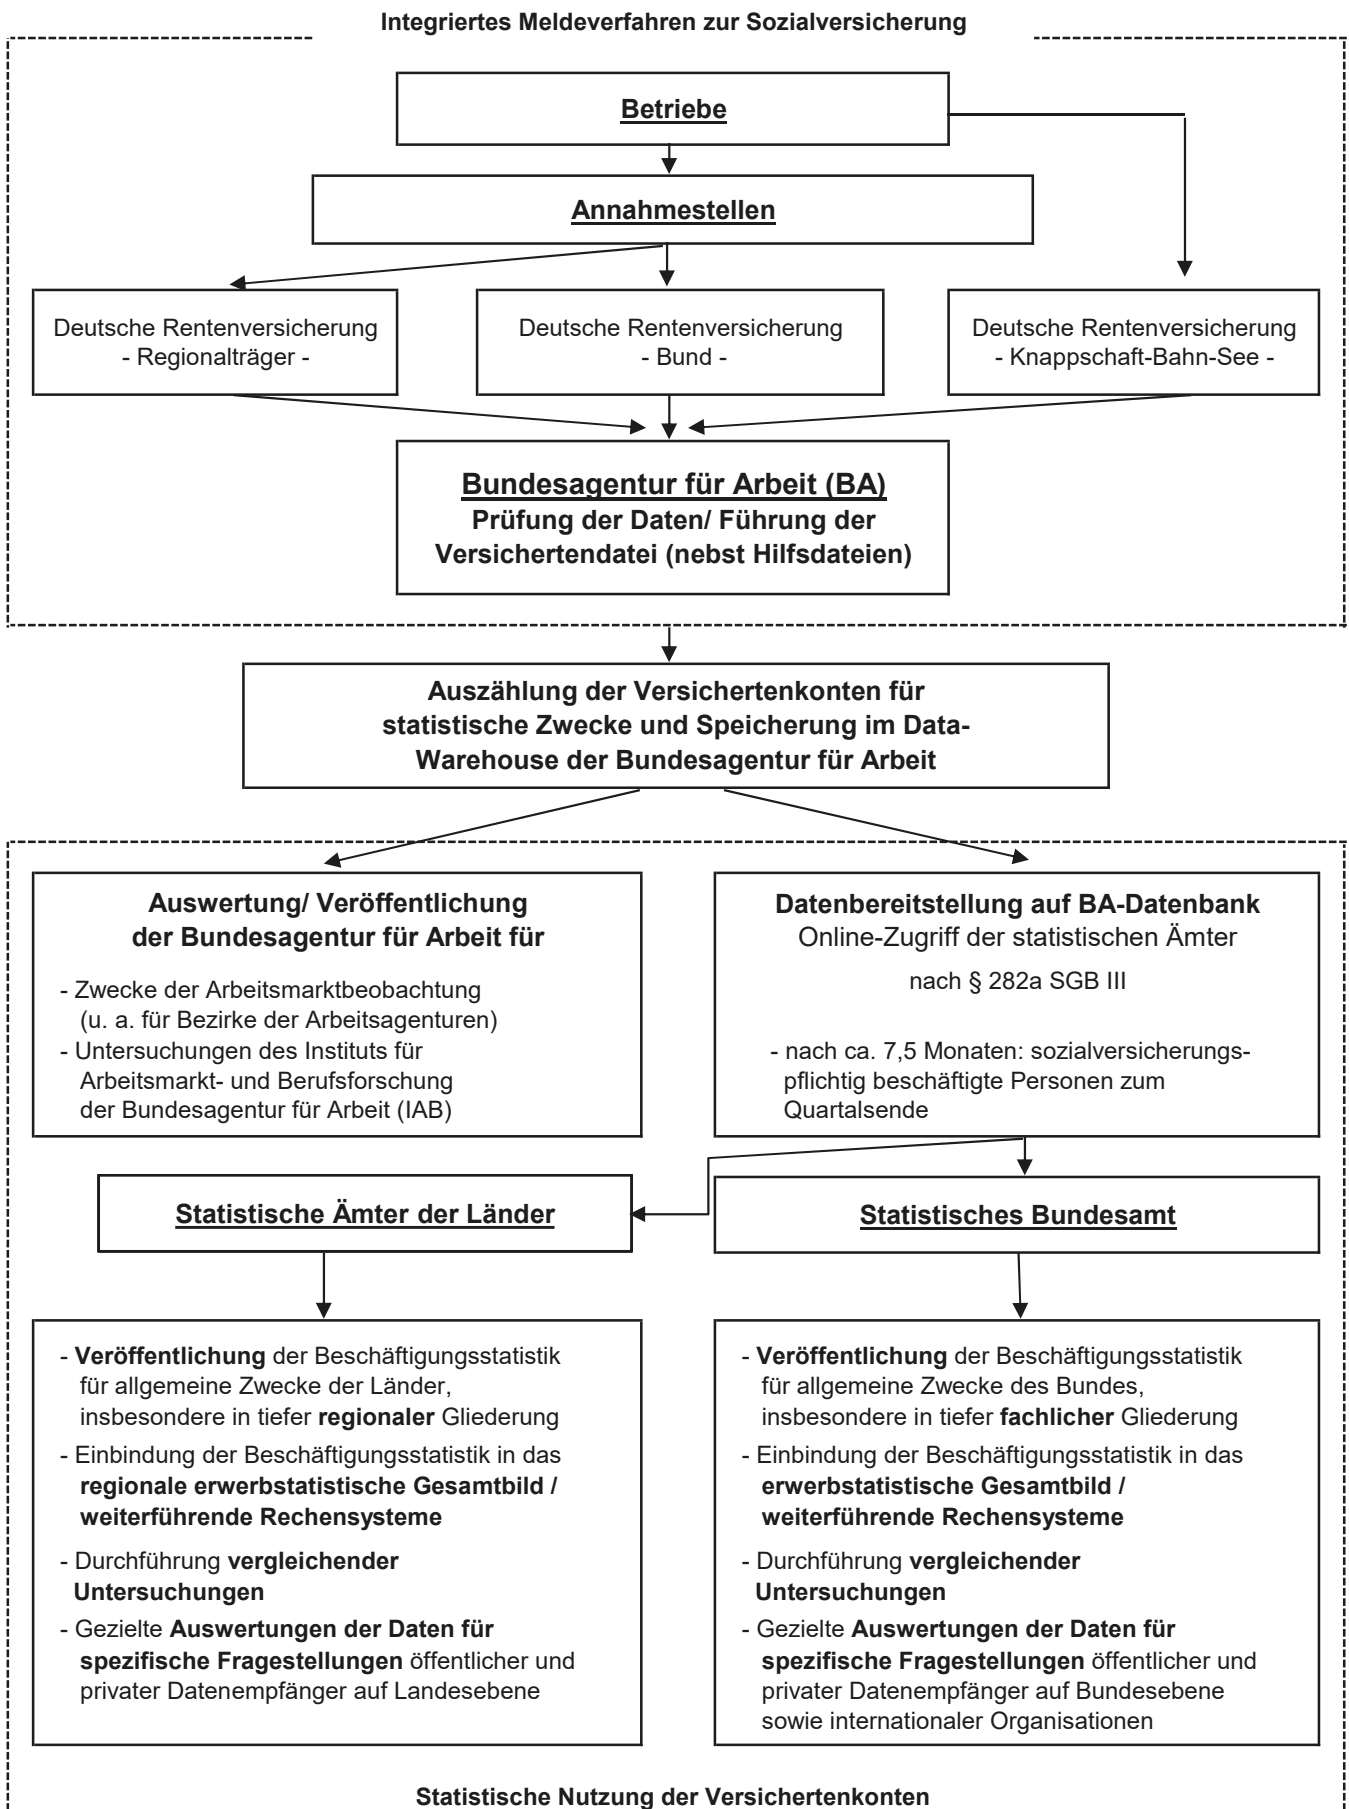 Integriertes Meldeverfahren zur Sozialversicherung
Betriebe
Annahmestellen
Deutsche Rentenversicherung
- Regionalträger -
Deutsche Rentenversicherung
- Bund -
Deutsche Rentenversicherung
- Knappschaft-Bahn-See -
Bundesagentur für Arbeit (BA)
Prüfung der Daten/ Führung der
Versichertendatei (nebst Hilfsdateien)
Auszählung der Versichertenkonten für
statistische Zwecke und Speicherung im Data-
Warehouse der Bundesagentur für Arbeit
Auswertung/ Veröffentlichung
der Bundesagentur für Arbeit für
- Zwecke der Arbeitsmarktbeobachtung
(u. a. für Bezirke der Arbeitsagenturen)
- Untersuchungen des Instituts für
Arbeitsmarkt- und Berufsforschung
der Bundesagentur für Arbeit (IAB)
Datenbereitstellung auf BA-Datenbank
Online-Zugriff der statistischen Ämter
nach § 282a SGB III
- nach ca. 7,5 Monaten: sozialversicherungs-
pflichtig beschäftigte Personen zum
Quartalsende
Statistische Ämter der Länder
Statistisches Bundesamt
- Veröffentlichung der Beschäftigungsstatistik
für allgemeine Zwecke der Länder,
insbesondere in tiefer regionaler Gliederung
- Einbindung der Beschäftigungsstatistik in das
regionale erwerbstatistische Gesamtbild /
weiterführende Rechensysteme
- Durchführung vergleichender
Untersuchungen
- Gezielte Auswertungen der Daten für
spezifische Fragestellungen öffentlicher und
privater Datenempfänger auf Landesebene
- Veröffentlichung der Beschäftigungsstatistik
für allgemeine Zwecke des Bundes,
insbesondere in tiefer fachlicher Gliederung
- Einbindung der Beschäftigungsstatistik in das
erwerbstatistische Gesamtbild /
weiterführende Rechensysteme
- Durchführung vergleichender
Untersuchungen
- Gezielte Auswertungen der Daten für
spezifische Fragestellungen öffentlicher und
privater Datenempfänger auf Bundesebene
sowie internationaler Organisationen
Statistische Nutzung der Versichertenkonten